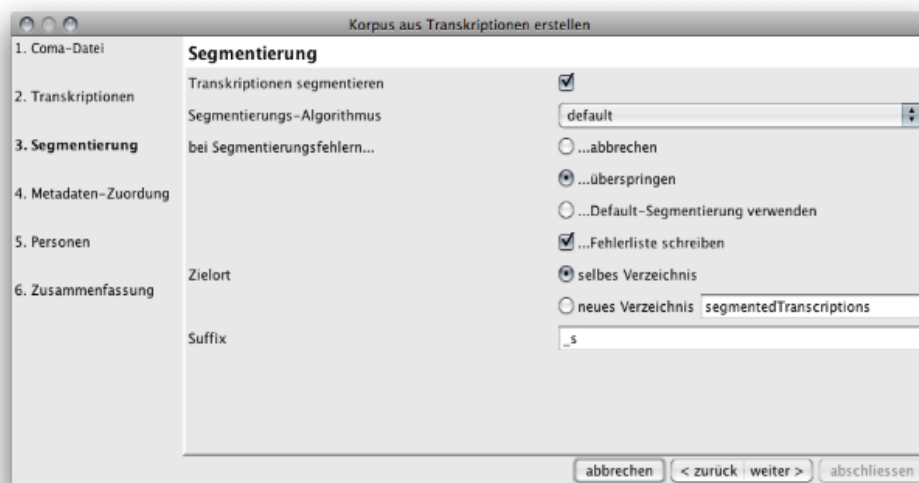 Korpus aus Transkriptionen erstellen
1. Coma-Datei
2. Transkriptionen
3. Segmentierung
4. Metadaten-Zuordung
5. Personen
6. Zusammenfassung
Segmentierung
Transkriptionen segmentieren
Segmentierungs-Algorithmus default
bei Segmentierungsfehlern... ...abbrechen
...überspringen
...Default-Segmentierung verwenden
...Fehlerliste schreiben
Zielort selbes Verzeichnis
neues Verzeichnis segmentedTranscriptions
Suffix _s
abbrechen < zurück weiter > abschliessen